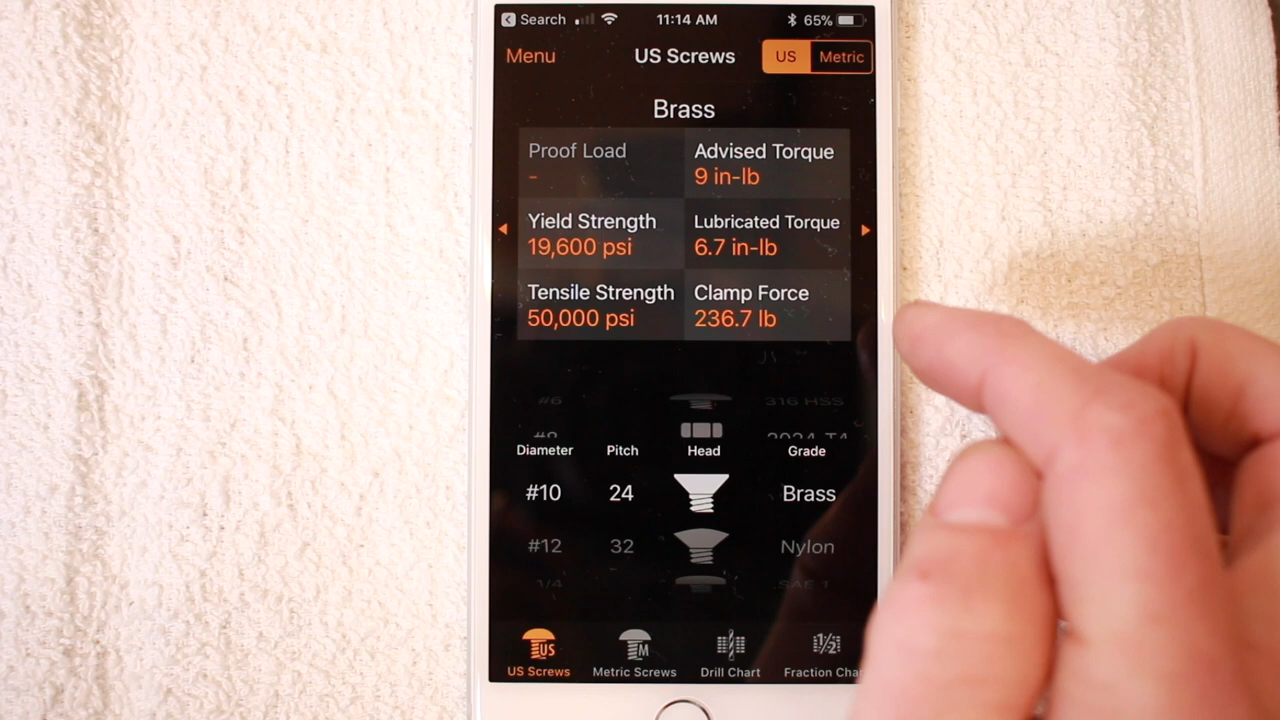 Search 11:14 AM 65%
Menu US Screws US Metric
Brass
Proof Load Advised Torque
- 9 in-lb
Yield Strength Lubricated Torque
19,600 psi 6.7 in-lb
Tensile Strength Clamp Force
50,000 psi 236.7 lb
#6 316 HSS
#8 2024-T4
Diameter Pitch Head Grade
#10 24 Brass
#12 32 Nylon
1/4 SAE 1
US M 1/2
US Screws Metric Screws Drill Chart Fraction